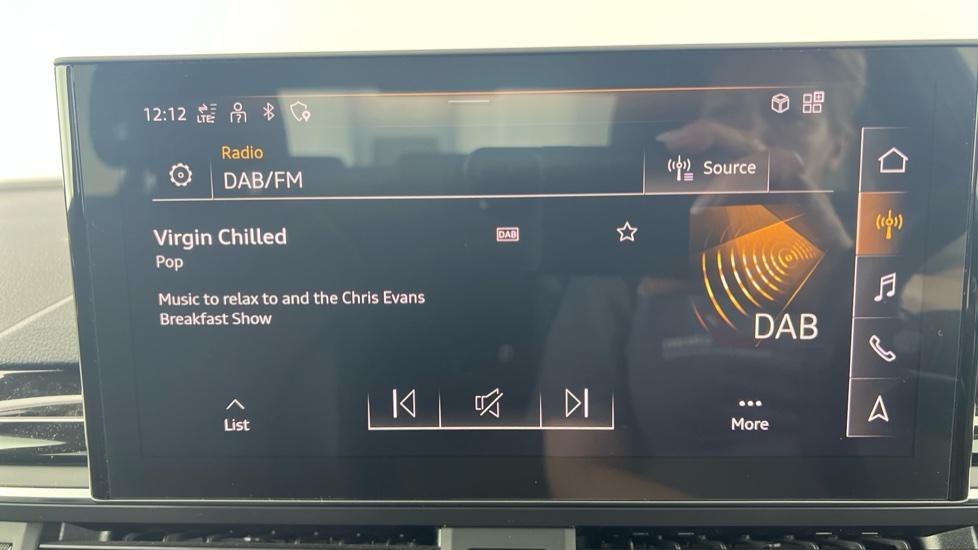 12:12 LTE
Radio
DAB/FM
Source
Virgin Chilled
DAB
Pop
Music to relax to and the Chris Evans
Breakfast Show
DAB
List
More